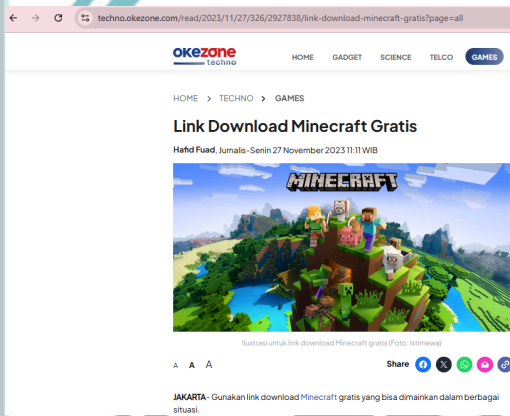 techno.okezone.com/read/2023/11/27/326/2927838/link-download-minecraft-gratis?page=all
okezone
techno
HOME GADGET SCIENCE TELCO GAMES
HOME > TECHNO > GAMES
Link Download Minecraft Gratis
Hafid Fuad, Jurnalis-Senin 27 November 2023 11:11 WIB
MINECRAFT
Ilustrasi untuk link download Minecraft gratis (Foto: Istimewa)
A A A Share
JAKARTA- Gunakan link download Minecraft gratis yang bisa dimainkan dalam berbagai
situasi.